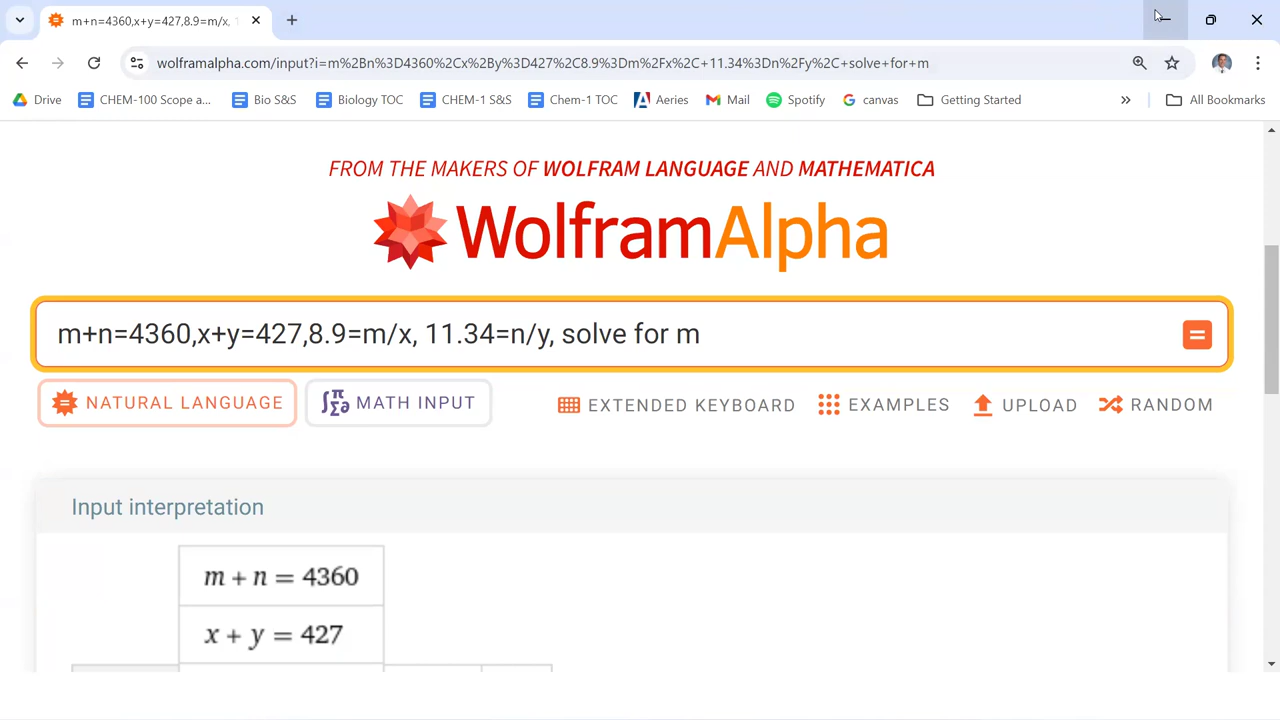 m+n=4360,x+y=427,8.9=m/x, 1
wolframalpha.com/input?i=m%2Bn%3D4360%2Cx%2By%3D427%2C8.9%3Dm%2Fx%2C+11.34%3Dn%2Fy%2C+solve+for+m
Drive CHEM-100 Scope a... Bio S&S Biology TOC CHEM-1 S&S Chem-1 TOC Aeries Mail Spotify canvas Getting Started » All Bookmarks
FROM THE MAKERS OF WOLFRAM LANGUAGE AND MATHEMATICA
WolframAlpha
m+n=4360,x+y=427,8.9=m/x, 11.34=n/y, solve for m
=
NATURAL LANGUAGE MATH INPUT EXTENDED KEYBOARD EXAMPLES UPLOAD RANDOM
Input interpretation
m + n = 4360
x + y = 427